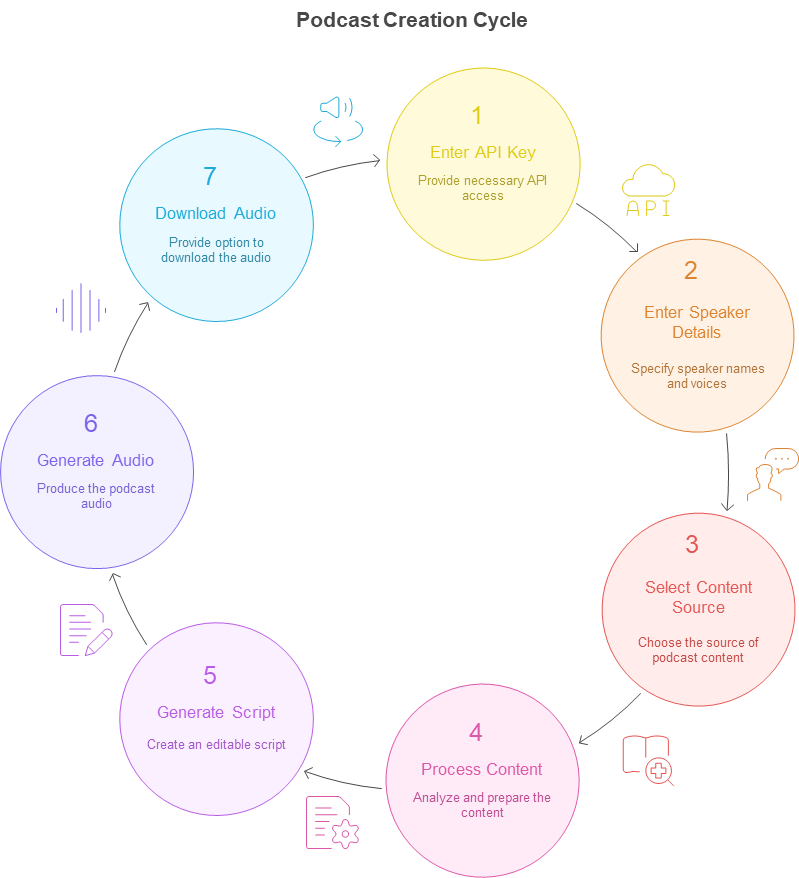 Podcast Creation Cycle
1
Enter API Key
Provide necessary API
access
API
2
Enter Speaker
Details
Specify speaker names
and voices
3
Select Content
Source
Choose the source of
podcast content
4
Process Content
Analyze and prepare the
content
5
Generate Script
Create an editable script
6
Generate Audio
Produce the podcast
audio
7
Download Audio
Provide option to
download the audio